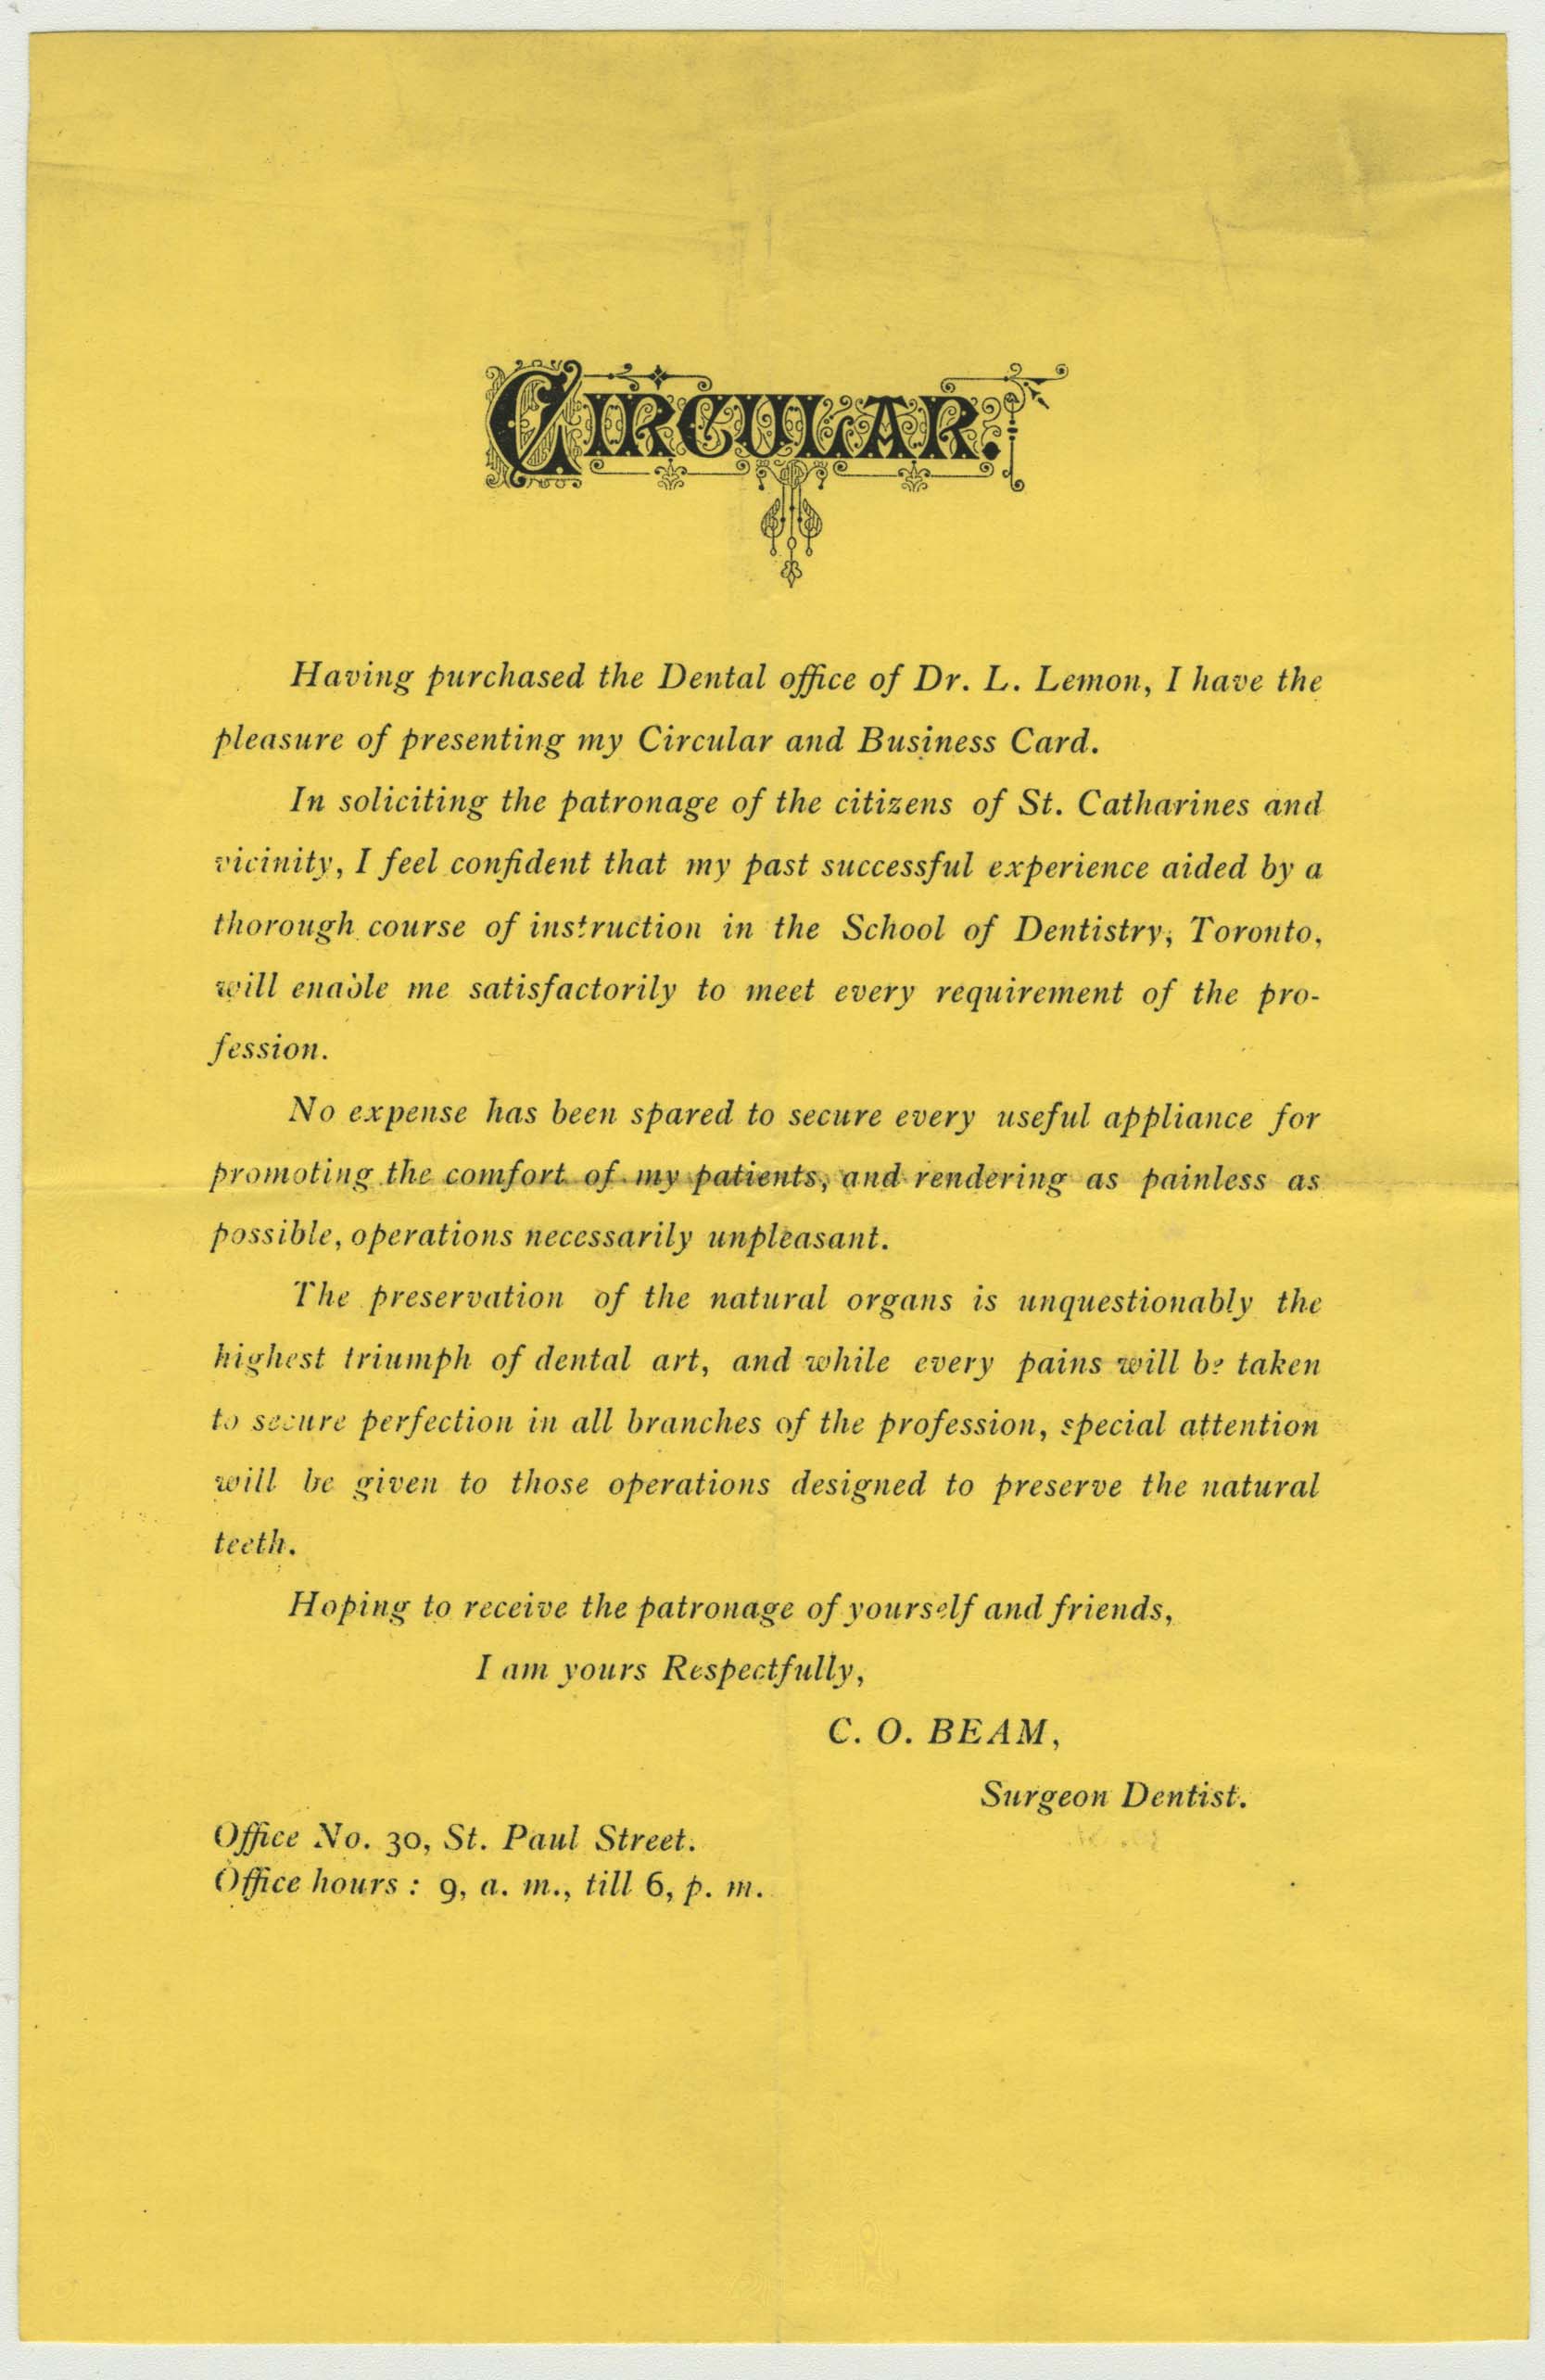 CIRCULAR.
Having purchased the Dental office of Dr. L. Lemon, I have the
pleasure of presenting my Circular and Business Card.
In soliciting the patronage of the citizens of St. Catharines and
vicinity, I feel confident that my past successful experience aided by a
thorough course of instruction in the School of Dentistry, Toronto,
will enable me satisfactorily to meet every requirement of the pro-
fession.
No expense has been spared to secure every useful appliance for
promoting the comfort of my patients, and rendering as painless as
possible, operations necessarily unpleasant.
The preservation of the natural organs is unquestionably the
highest triumph of dental art, and while every pains will be taken
to secure perfection in all branches of the profession, special attention
will be given to those operations designed to preserve the natural
teeth.
Hoping to receive the patronage of yourself and friends,
I am yours Respectfully,
C. O. BEAM,
Surgeon Dentist.
Office No. 30, St. Paul Street.
Office hours : 9, a. m., till 6, p. m.